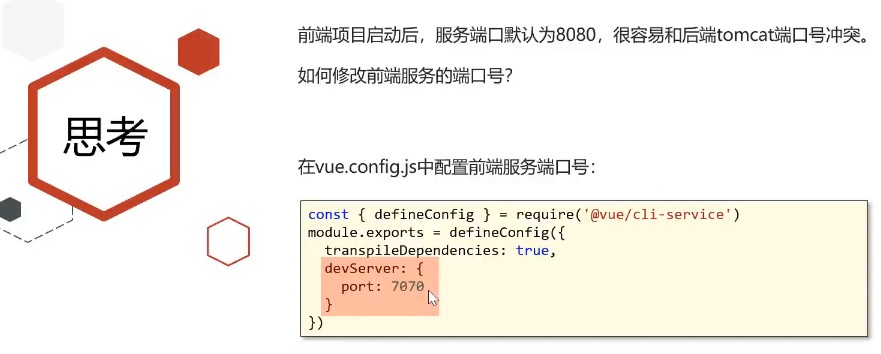 思考
前端项目启动后，服务端口默认为8080，很容易和后端tomcat端口号冲突。
如何修改前端服务的端口号？
在vue.config.js中配置前端服务端口号：
const { defineConfig } = require('@vue/cli-service')
module.exports = defineConfig({
  transpileDependencies: true,
  devServer: {
    port: 7070
  }
})